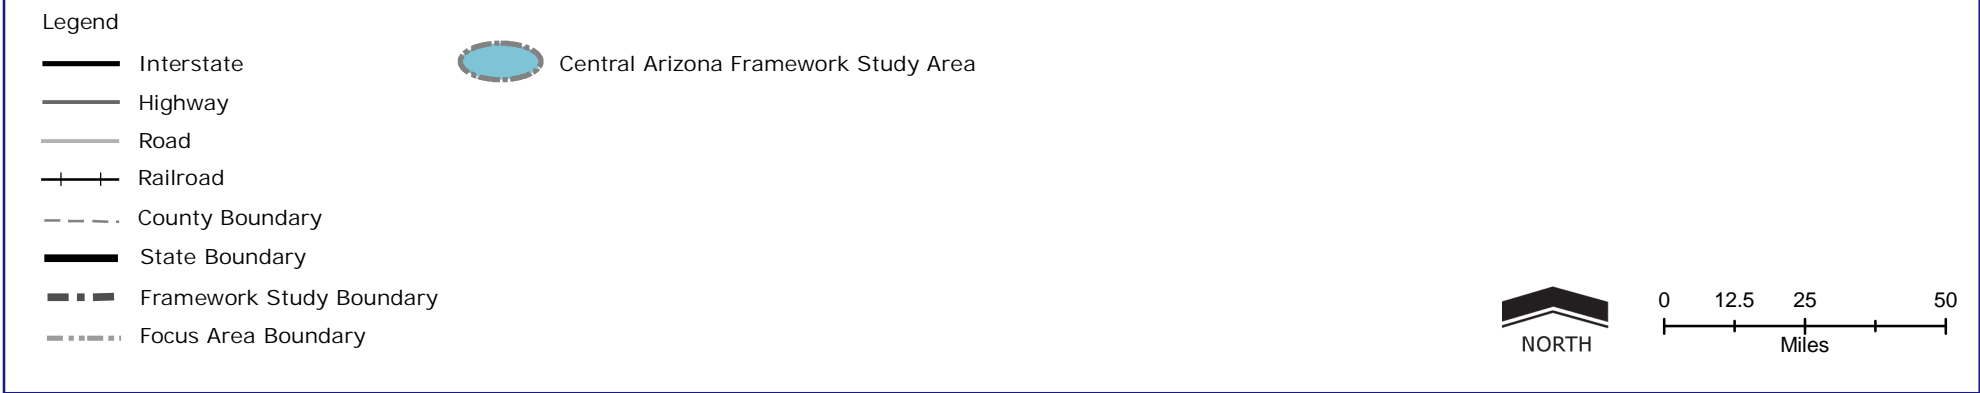 Legend
Interstate
Highway
Road
Railroad
County Boundary
State Boundary
Framework Study Boundary
Focus Area Boundary
Central Arizona Framework Study Area
NORTH
0 12.5 25 50
Miles